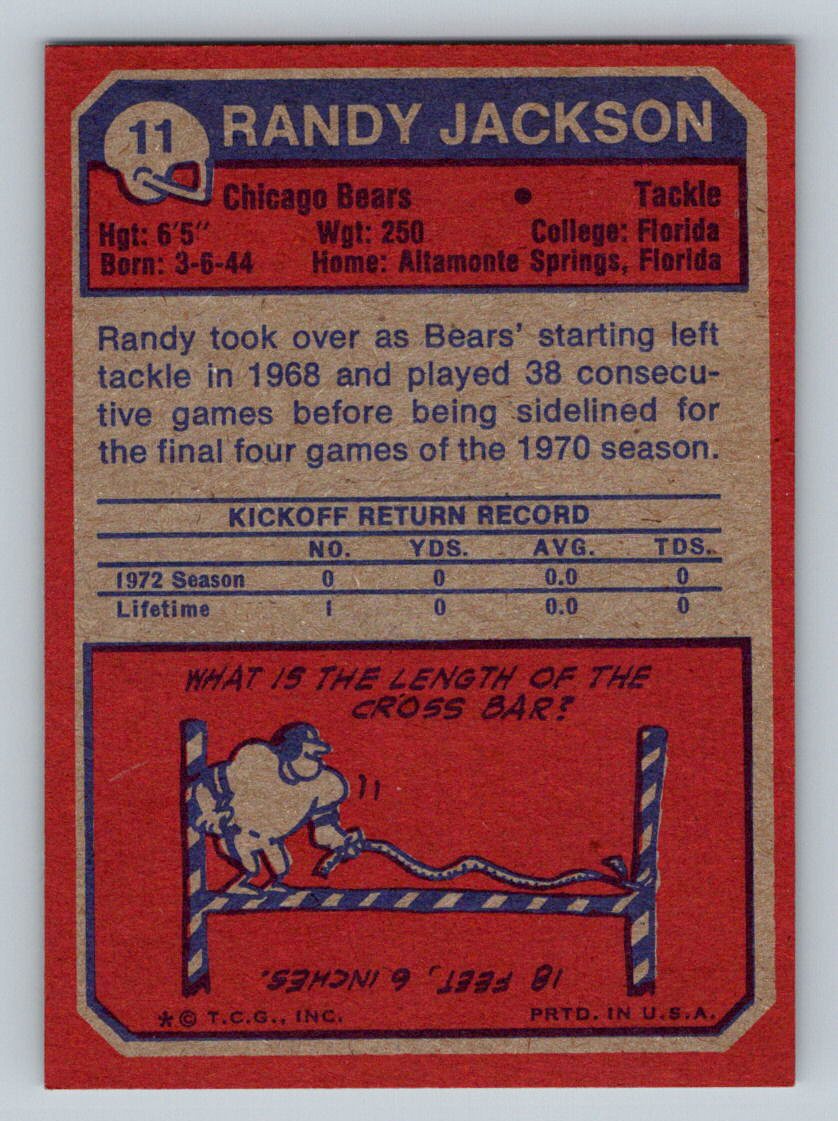 11 RANDY JACKSON
Chicago Bears • Tackle
Hgt: 6'5" Wgt: 250 College: Florida
Born: 3-6-44 Home: Altamonte Springs, Florida
Randy took over as Bears' starting left
tackle in 1968 and played 38 consecu-
tive games before being sidelined for
the final four games of the 1970 season.
KICKOFF RETURN RECORD
NO. YDS. AVG. TDS.
1972 Season 0 0 0.0 0
Lifetime 1 0 0.0 0
WHAT IS THE LENGTH OF THE
CROSS BAR?
18 FEET, 6 INCHES.
*© T.C.G., INC. PRTD. IN U.S.A.